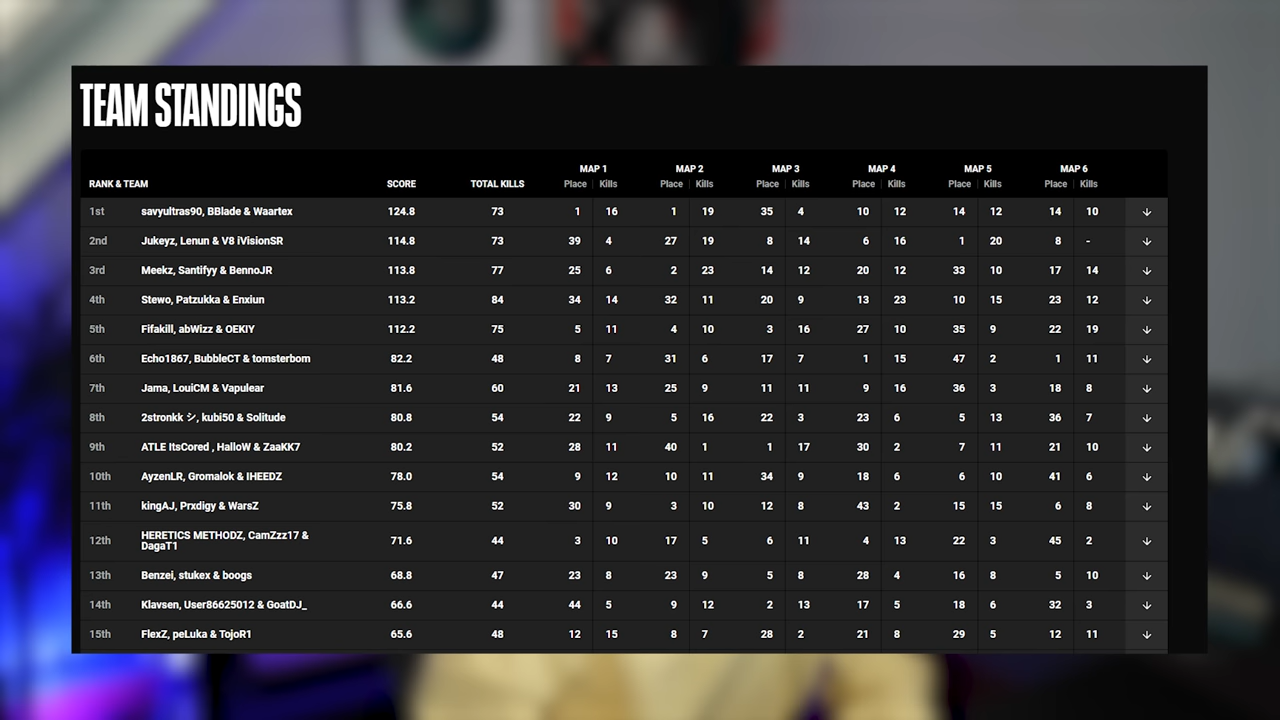 TEAM STANDINGS
MAP 1 MAP 2 MAP 3 MAP 4 MAP 5 MAP 6
RANK & TEAM SCORE TOTAL KILLS Place Kills Place Kills Place Kills Place Kills Place Kills Place Kills
1st savyultras90, BBlade & Waartex 124.8 73 1 16 1 19 35 4 10 12 14 12 14 10
2nd Jukeyz, Lenun & V8 iVisionSR 114.8 73 39 4 27 19 8 14 6 16 1 20 8 -
3rd Meekz, Santifyy & BennoJR 113.8 77 25 6 2 23 14 12 20 12 33 10 17 14
4th Stewo, Patzukka & Enxiun 113.2 84 34 14 32 11 20 9 13 23 10 15 23 12
5th Fifakill, abWizz & OEKIY 112.2 75 5 11 4 10 3 16 27 10 35 9 22 19
6th Echo1867, BubbleCT & tomsterbom 82.2 48 8 7 31 6 17 7 1 15 47 2 1 11
7th Jama, LouiCM & Vapulear 81.6 60 21 13 25 9 11 11 9 16 36 3 18 8
8th 2stronkk シ, kubi50 & Solitude 80.8 54 22 9 5 16 22 3 23 6 5 13 36 7
9th ATLE ItsCored , HalloW & ZaaKK7 80.2 52 28 11 40 1 1 17 30 2 7 11 21 10
10th AyzenLR, Gromalok & IHEEDZ 78.0 54 9 12 10 11 34 9 18 6 6 10 41 6
11th kingAJ, Prxdigy & WarsZ 75.8 52 30 9 3 10 12 8 43 2 15 15 6 8
12th HERETICS METHODZ, CamZzz17 & 71.6 44 3 10 17 5 6 11 4 13 22 3 45 2
DagaT1
13th Benzei, stukex & boogs 68.8 47 23 8 23 9 5 8 28 4 16 8 5 10
14th Klavsen, User86625012 & GoatDJ_ 66.6 44 44 5 9 12 2 13 17 5 18 6 32 3
15th FlexZ, peLuka & TojoR1 65.6 48 12 15 8 7 28 2 21 8 29 5 12 11